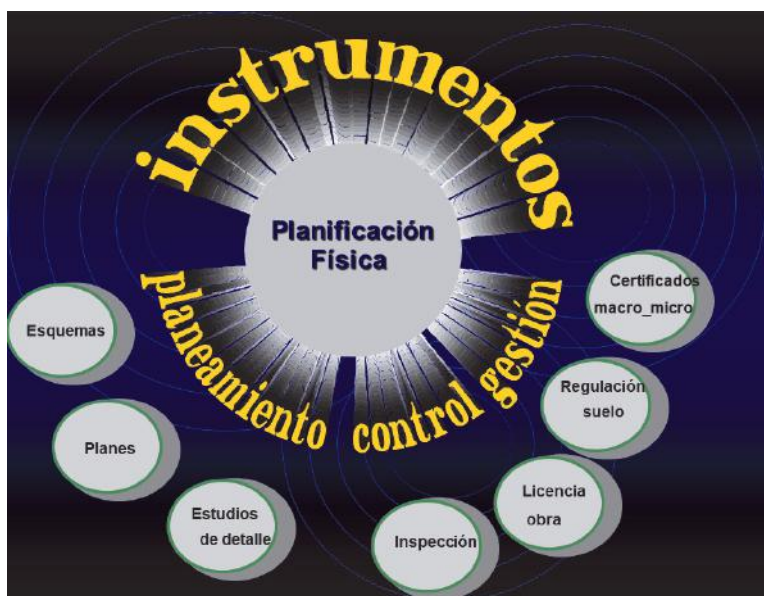 instrumentos
Planificación
Física
planeamiento
control
gestión
Esquemas
Planes
Estudios
de detalle
Inspección
Licencia
obra
Regulación
suelo
Certificados
macro_micro